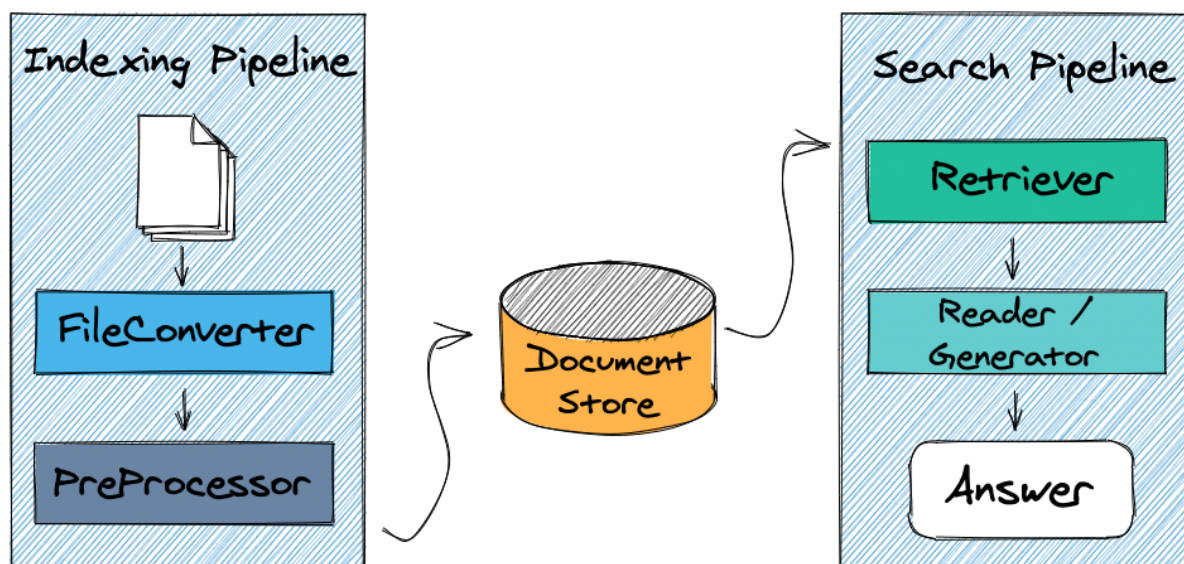 Indexing Pipeline
FileConverter
PreProcessor
Document
Store
Search Pipeline
Retriever
Reader /
Generator
Answer